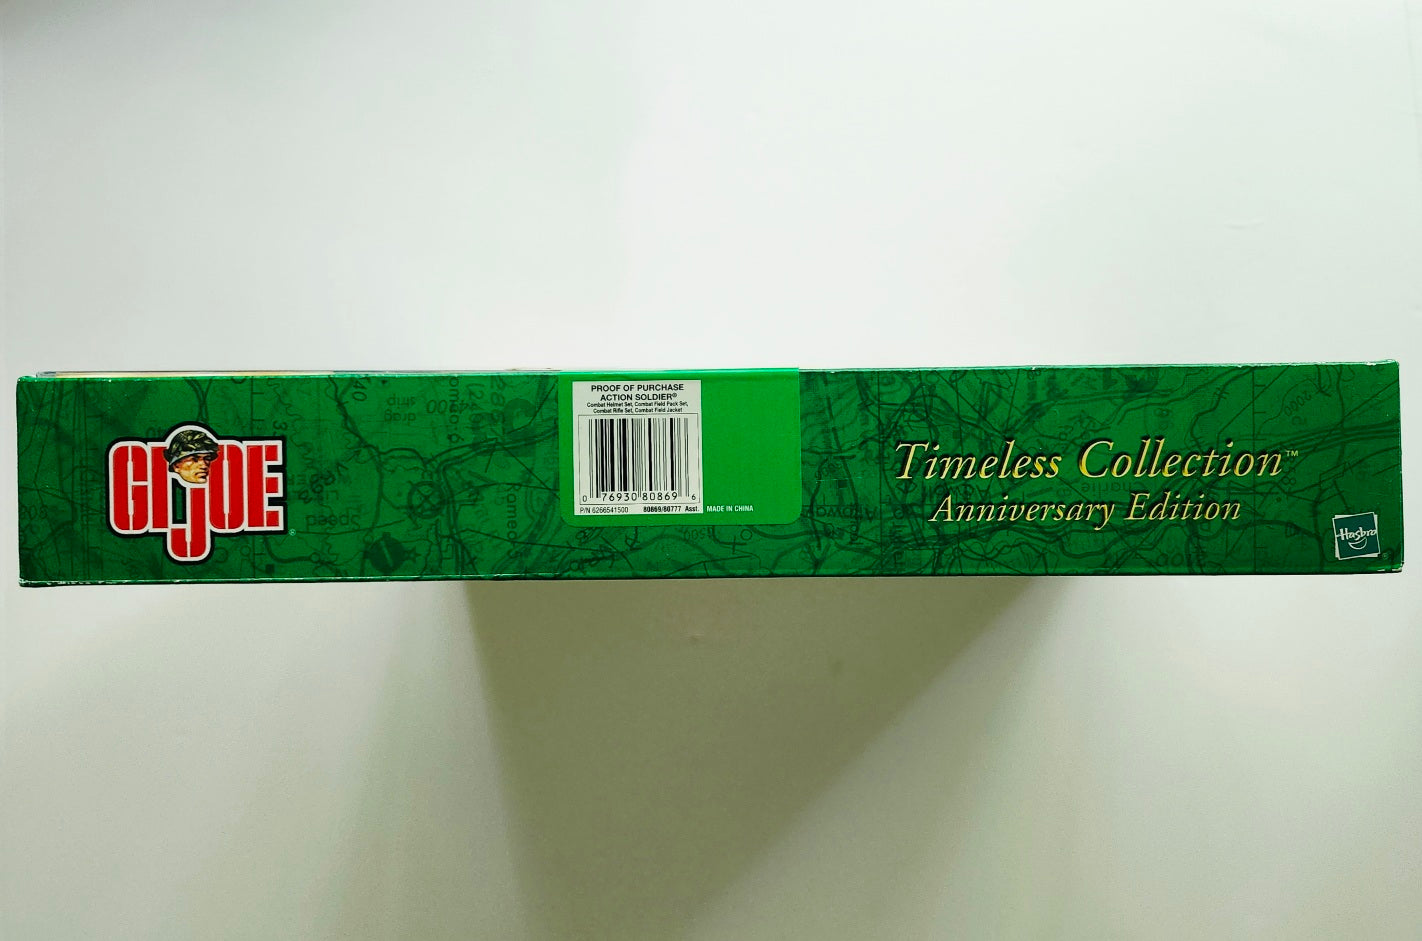 GI JOE
®
PROOF OF PURCHASE
ACTION SOLDIER®
Combat Helmet Set, Combat Field Pack Set,
Combat Rifle Set, Combat Field Jacket
0 76930 80869 6
P/N 6266541500 80869/80777 Asst. MADE IN CHINA
Timeless Collection™
Anniversary Edition
Hasbro